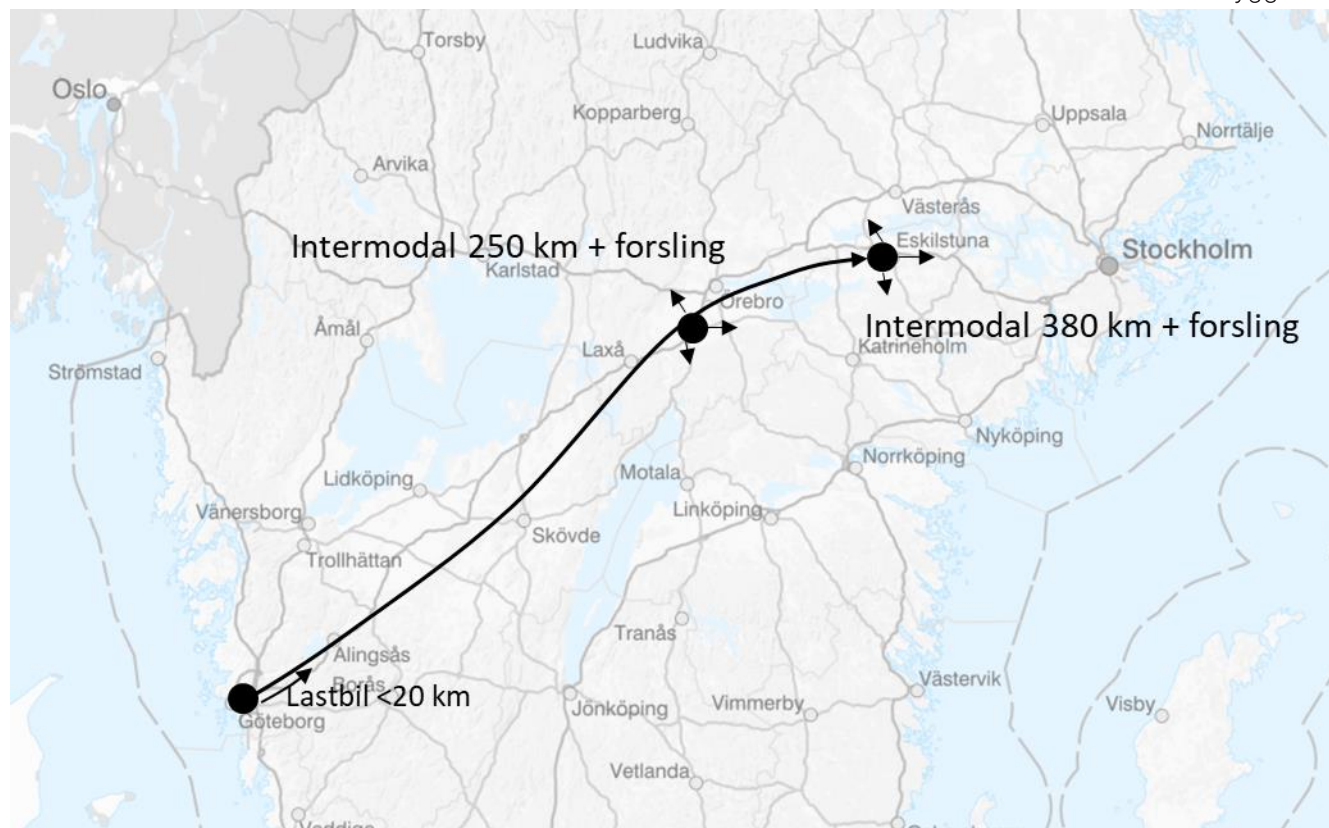 Torsby
Ludvika
Oslo
Kopparberg
Uppsala
Norrtälje
Arvika
Västerås
Intermodal 250 km + forsling
Eskilstuna
Stockholm
Karlstad
Örebro
Åmål
Intermodal 380 km + forsling
Laxå
Katrineholm
Strömstad
Nyköping
Norrköping
Lidköping
Motala
Vänersborg
Linköping
Skövde
Trollhättan
Tranås
Alingsås
Västervik
Borås
Lastbil <20 km
Göteborg
Jönköping
Vimmerby
Visby
Vetlanda